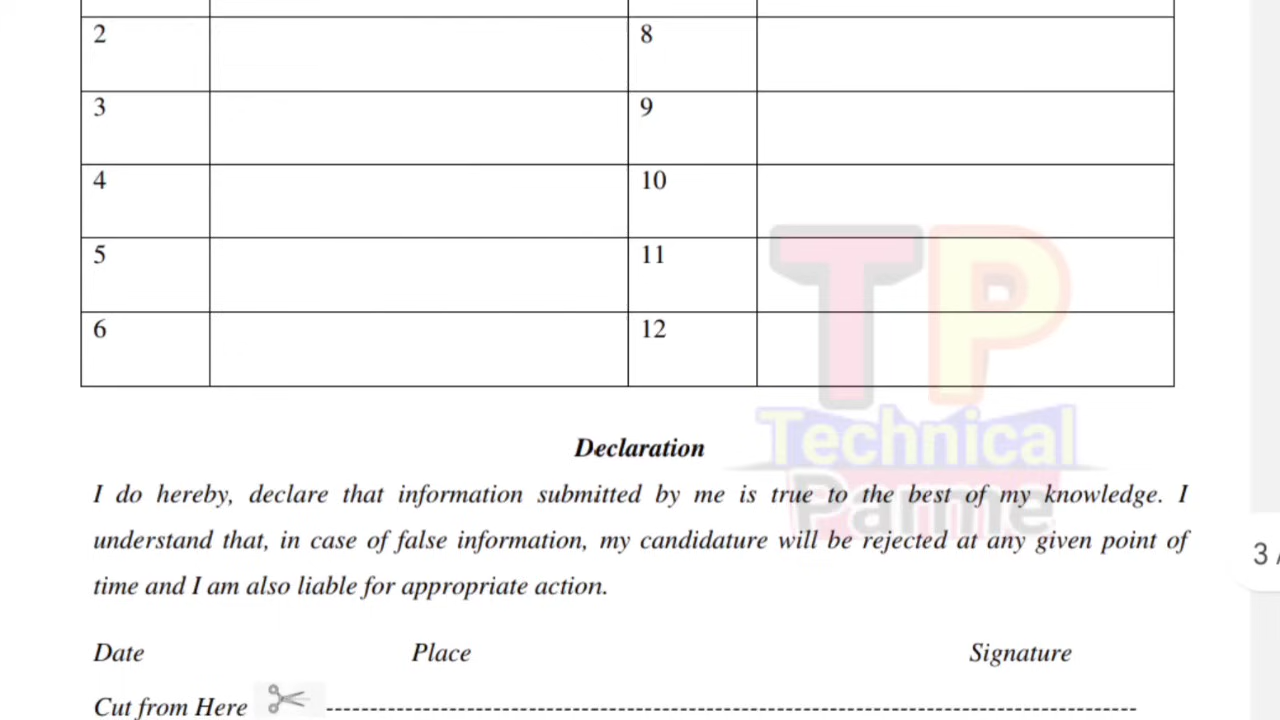 2 8
3 9
4 10
5 11
6 12
TP
Technical
Parme
Declaration
I do hereby, declare that information submitted by me is true to the best of my knowledge. I
understand that, in case of false information, my candidature will be rejected at any given point of
time and I am also liable for appropriate action.
3 /
Date Place Signature
Cut from Here ------------------------------------------------------------------------------------------